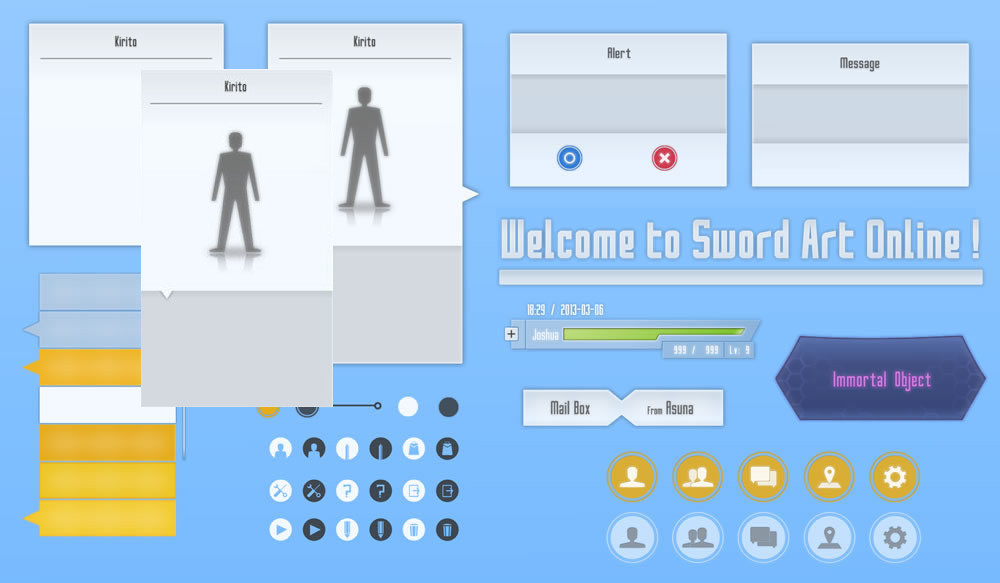 Kirito
Kirito
Kirito
Alert
Message
Welcome to Sword Art Online !
18:29 / 2013-03-06
Joshua
999 / 999 Lv: 9
Immortal Object
Mail Box
From Asuna